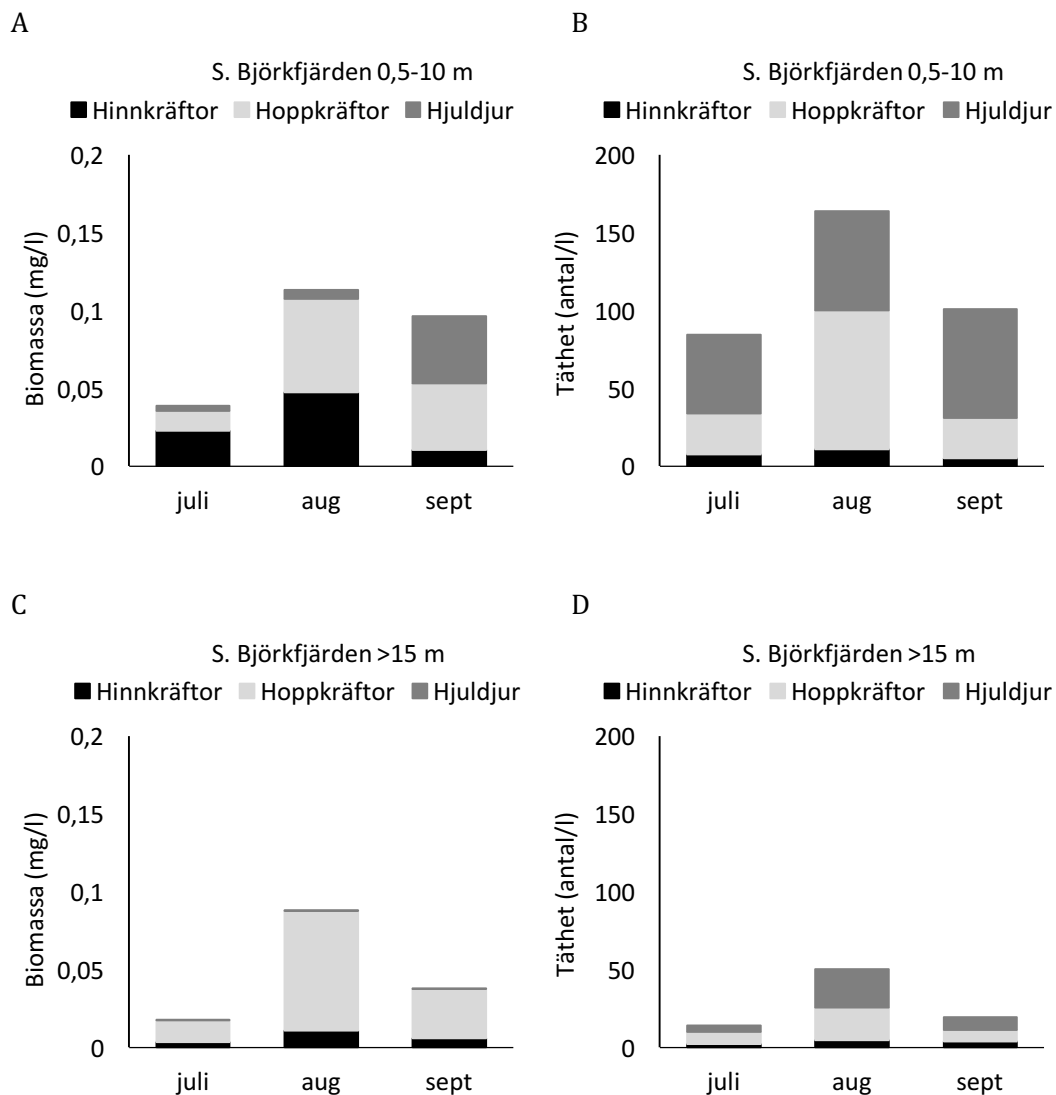 A
S. Björkfjärden 0,5-10 m
Hinnkräftor Hoppkräftor Hjuldjur
Biomassa (mg/l)
0,2
0,15
0,1
0,05
0
juli aug sept
B
S. Björkfjärden 0,5-10 m
Hinnkräftor Hoppkräftor Hjuldjur
Täthet (antal/l)
200
150
100
50
0
juli aug sept
C
S. Björkfjärden >15 m
Hinnkräftor Hoppkräftor Hjuldjur
Biomassa (mg/l)
0,2
0,15
0,1
0,05
0
juli aug sept
D
S. Björkfjärden >15 m
Hinnkräftor Hoppkräftor Hjuldjur
Täthet (antal/l)
200
150
100
50
0
juli aug sept